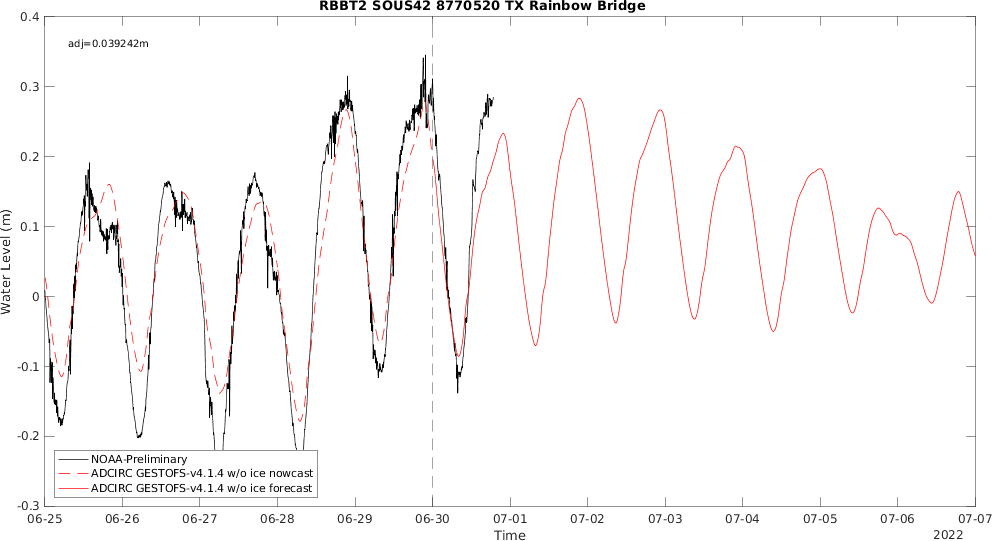 RBBT2 SOUS42 8770520 TX Rainbow Bridge
adj=0.039242m
Water Level (m)
0.4
0.3
0.2
0.1
0
-0.1
-0.2
-0.3
NOAA-Preliminary
ADCIRC GESTOFS-v4.1.4 w/o ice nowcast
ADCIRC GESTOFS-v4.1.4 w/o ice forecast
06-25 06-26 06-27 06-28 06-29 06-30 07-01 07-02 07-03 07-04 07-05 07-06 07-07
Time
2022